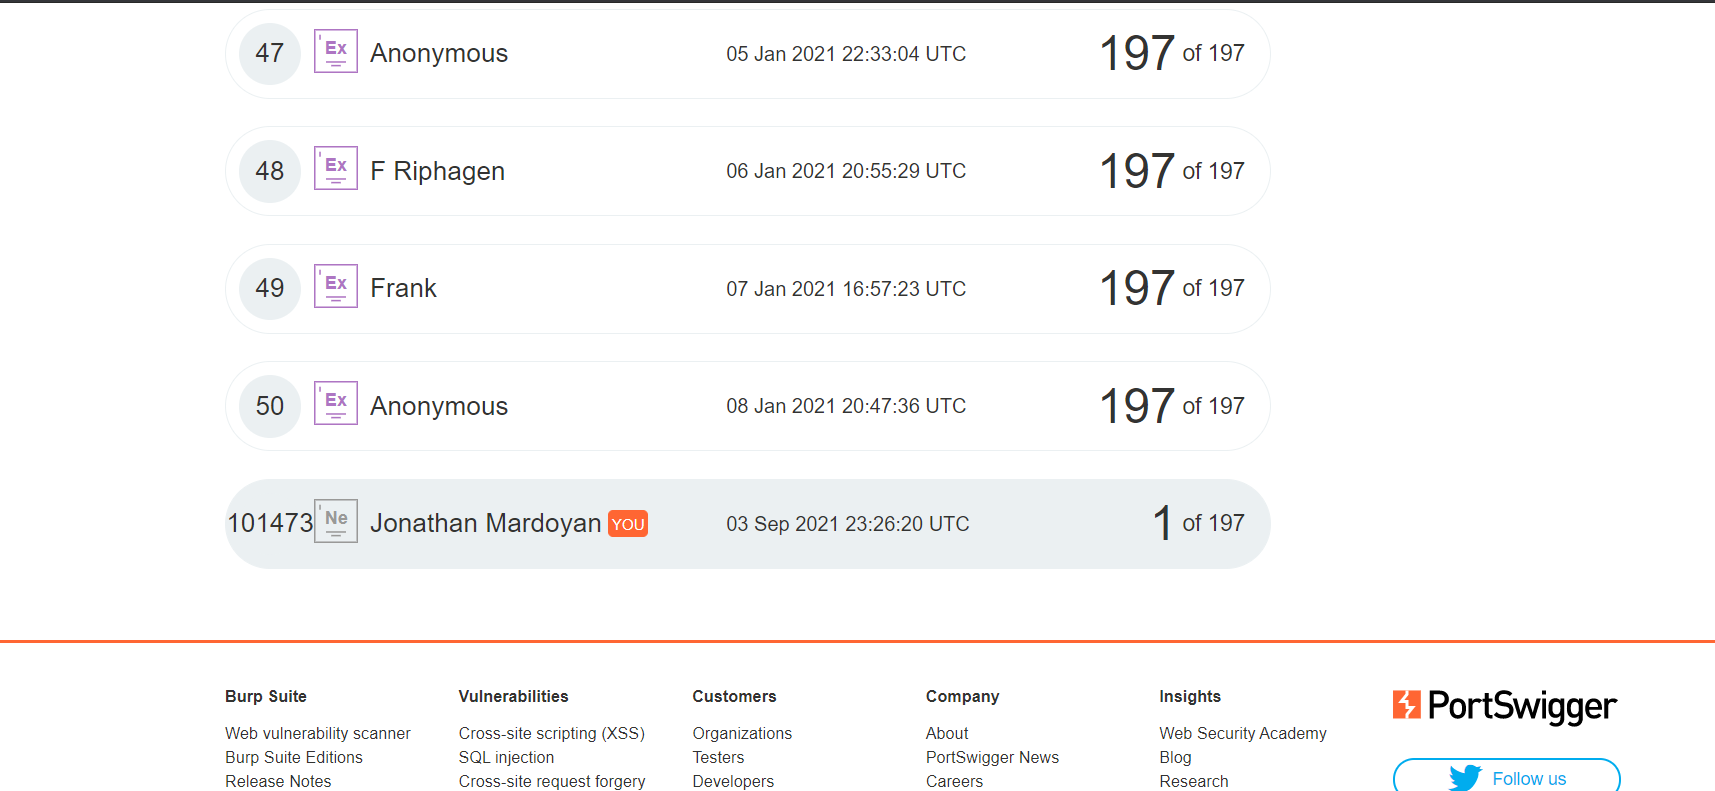 47 Ex Anonymous 05 Jan 2021 22:33:04 UTC 197 of 197
48 Ex F Riphagen 06 Jan 2021 20:55:29 UTC 197 of 197
49 Ex Frank 07 Jan 2021 16:57:23 UTC 197 of 197
50 Ex Anonymous 08 Jan 2021 20:47:36 UTC 197 of 197
101473 Ne Jonathan Mardoyan YOU 03 Sep 2021 23:26:20 UTC 1 of 197
Burp Suite
Web vulnerability scanner
Burp Suite Editions
Release Notes
Vulnerabilities
Cross-site scripting (XSS)
SQL injection
Cross-site request forgery
Customers
Organizations
Testers
Developers
Company
About
PortSwigger News
Careers
Insights
Web Security Academy
Blog
Research
PortSwigger
Follow us